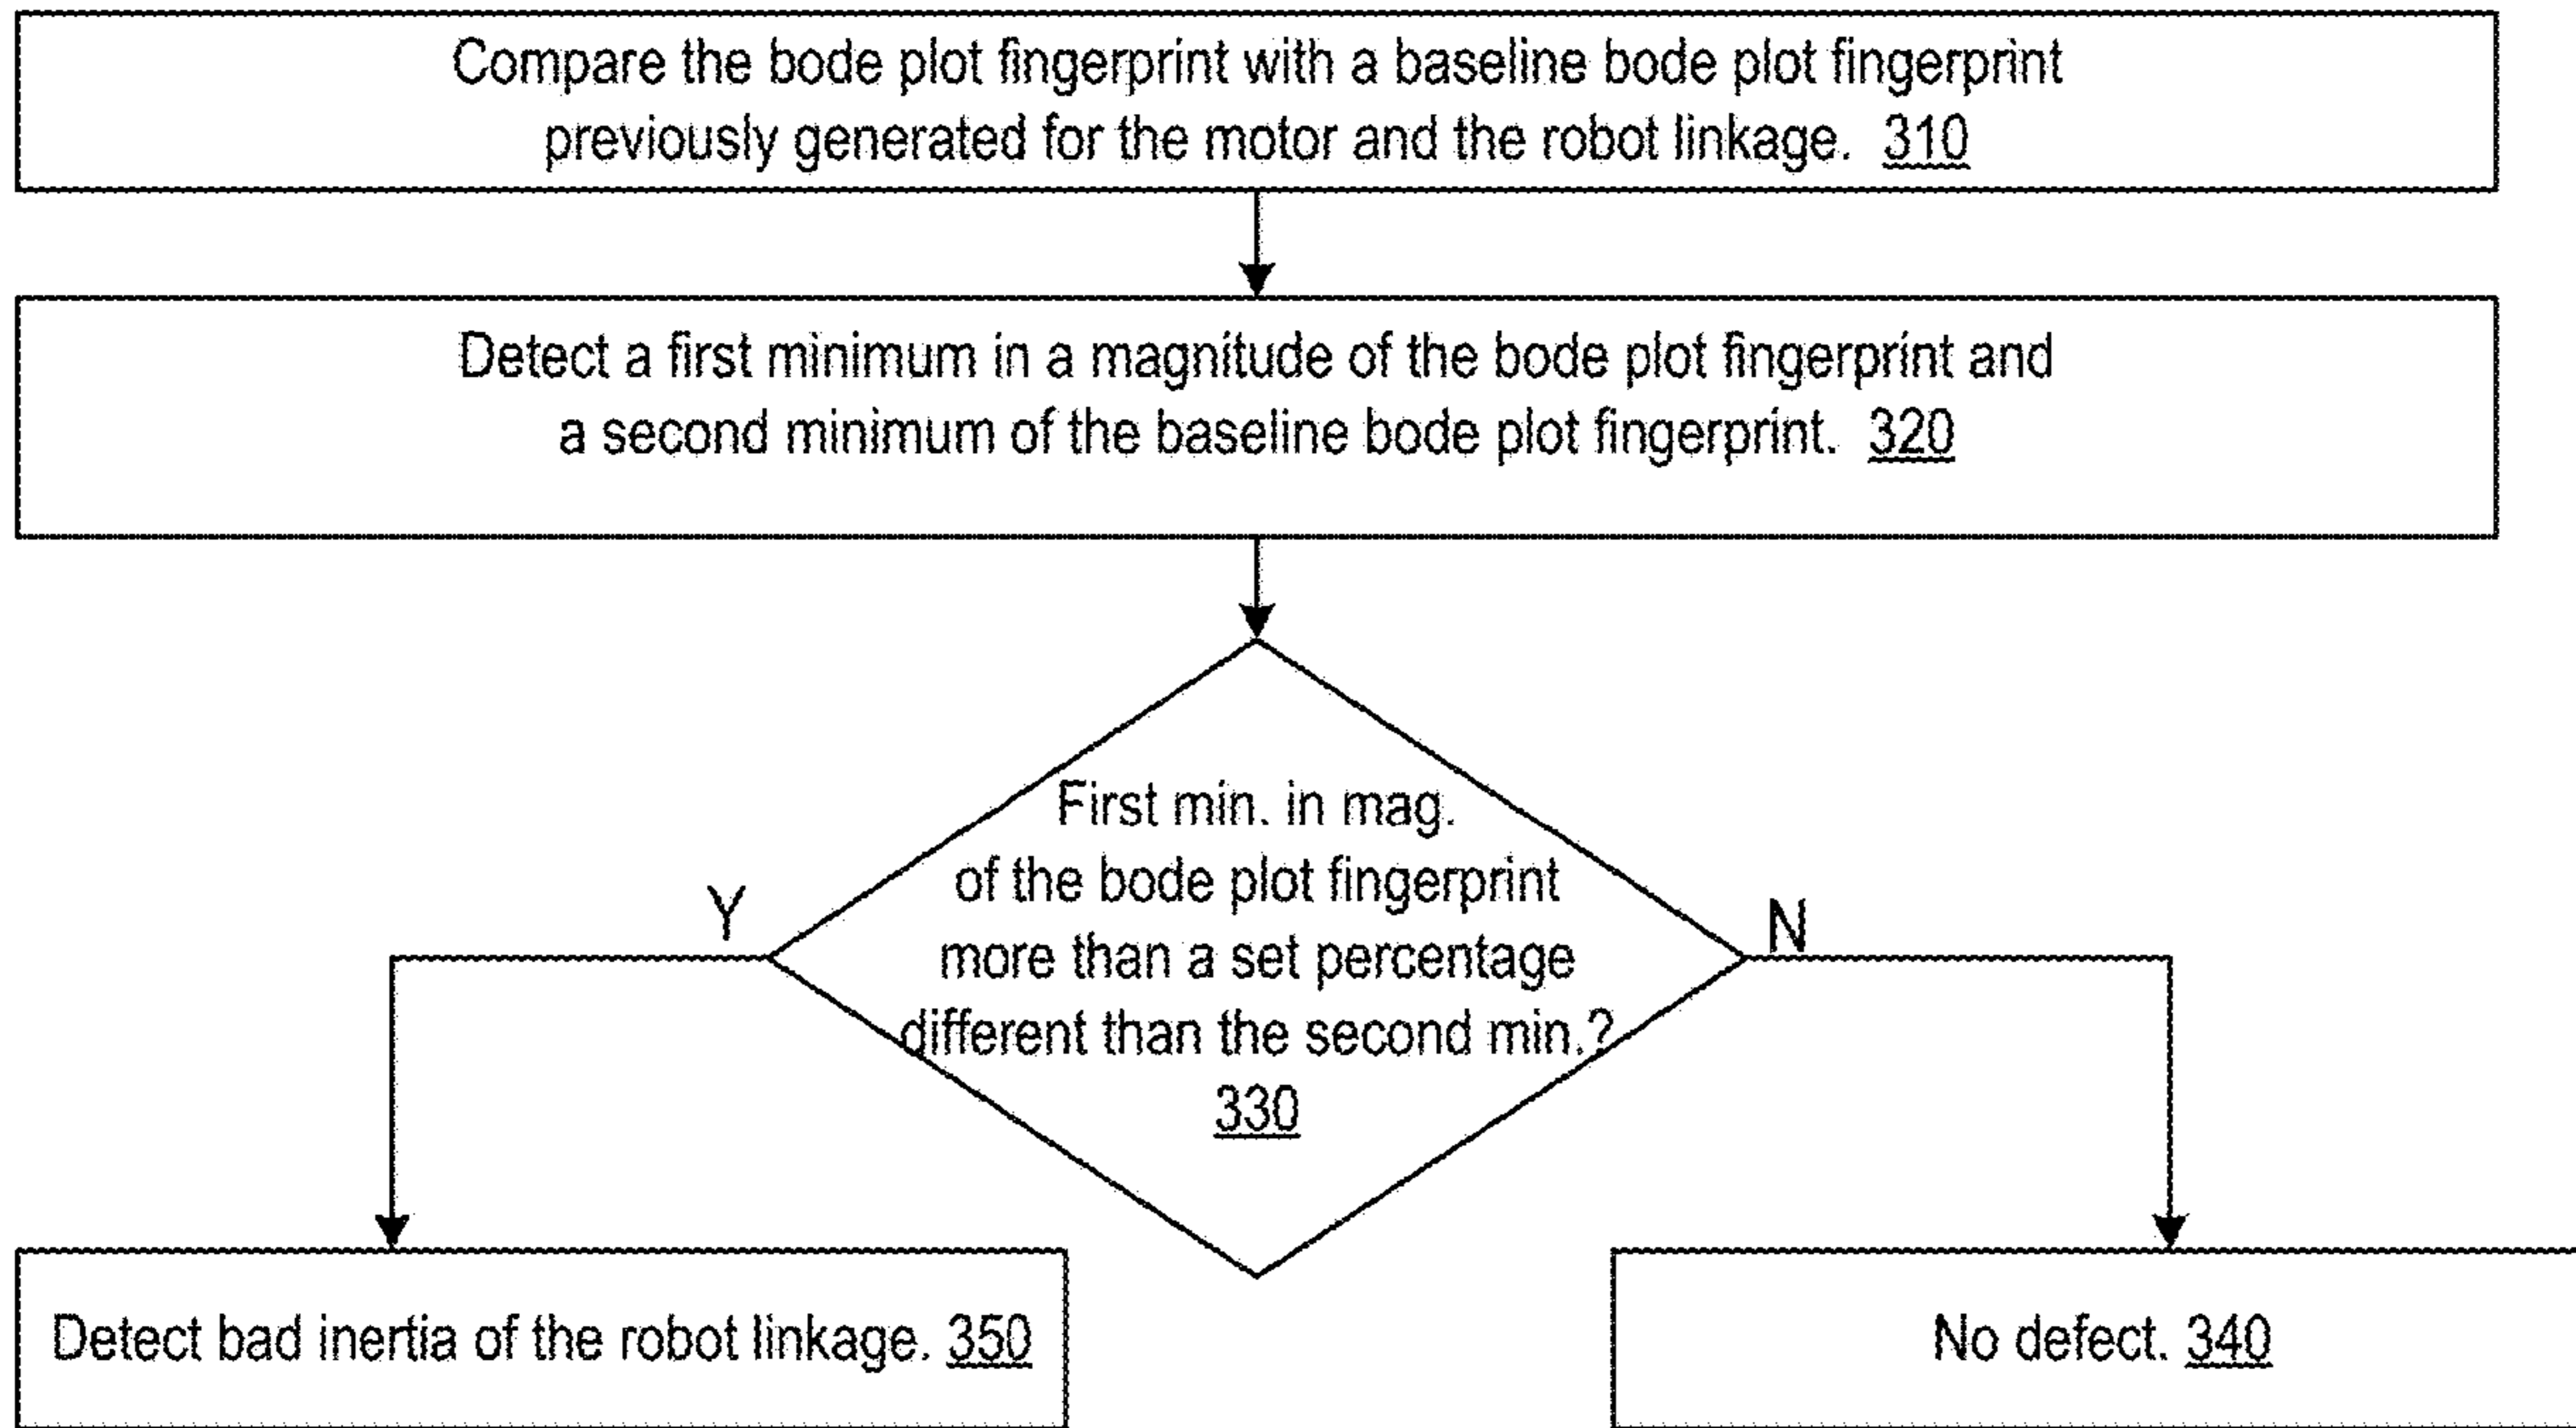 Compare the bode plot fingerprint with a baseline bode plot fingerprint
previously generated for the motor and the robot linkage. 310
Detect a first minimum in a magnitude of the bode plot fingerprint and
a second minimum of the baseline bode plot fingerprint. 320
First min. in mag.
of the bode plot fingerprint
more than a set percentage
different than the second min.?
330
Y
N
Detect bad inertia of the robot linkage. 350
No defect. 340